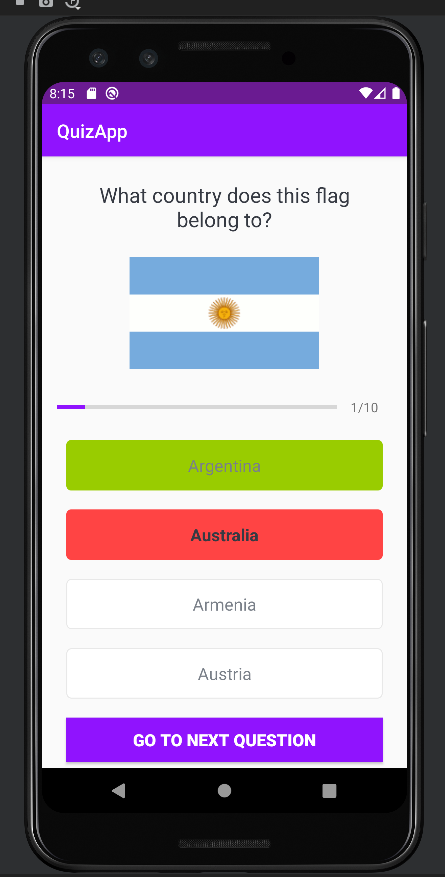 8:15
QuizApp
What country does this flag
belong to?
1/10
Argentina
Australia
Armenia
Austria
GO TO NEXT QUESTION